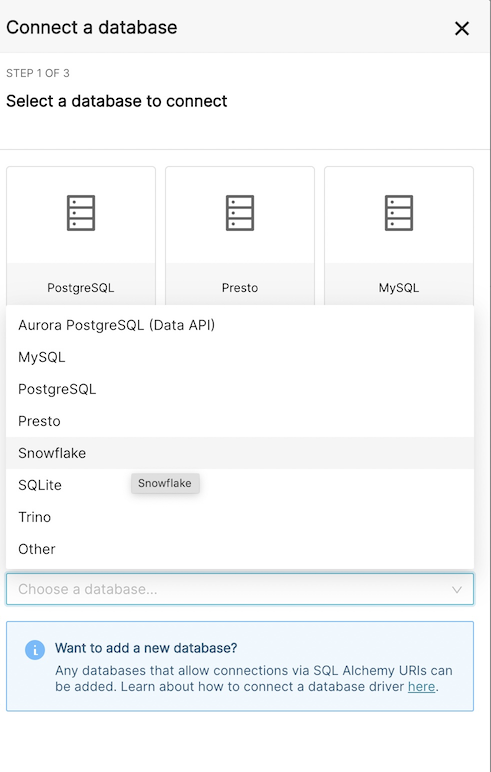 Connect a database
STEP 1 OF 3
Select a database to connect
PostgreSQL
Presto
MySQL
Aurora PostgreSQL (Data API)
MySQL
PostgreSQL
Presto
Snowflake
SQLite
Snowflake
Trino
Other
Choose a database...
Want to add a new database?
Any databases that allow connections via SQL Alchemy URIs can
be added. Learn about how to connect a database driver here.